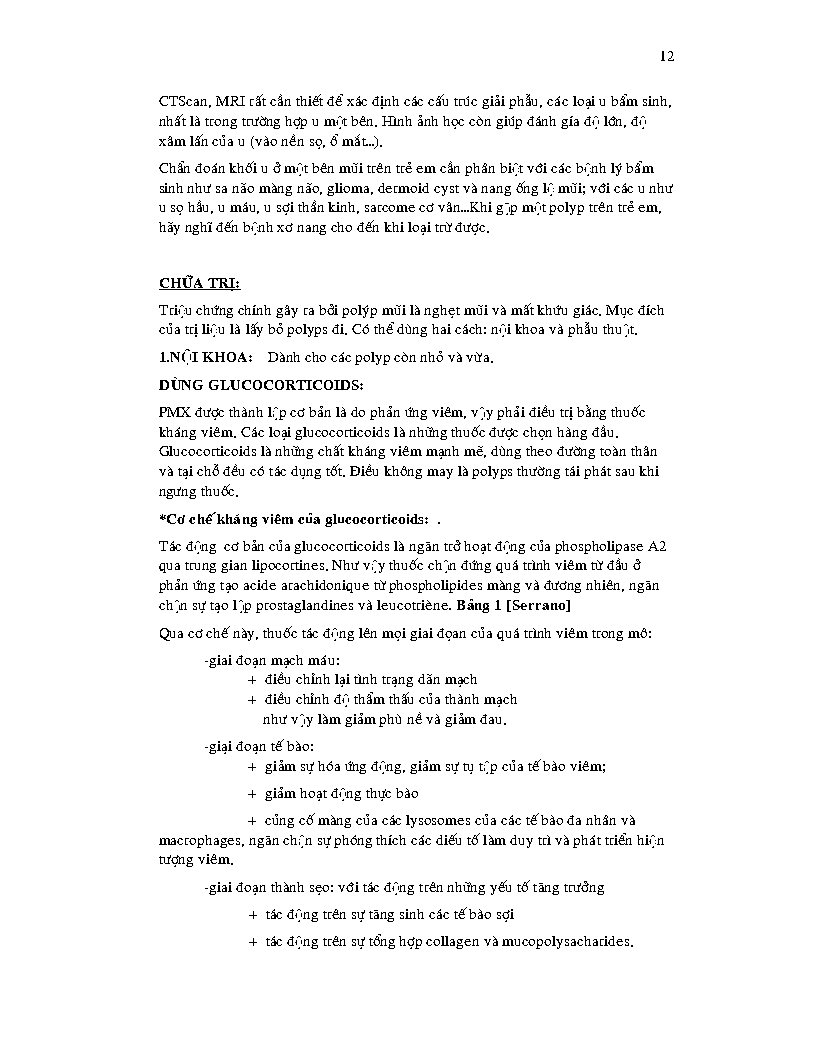 12
CTScan, MRI rất cần thiết để xác định các cấu trúc giải phẫu, các loại u bẩm sinh,
nhất là trong trường hợp u một bên. Hình ảnh học còn giúp đánh gía độ lớn, độ
xâm lấn của u (vào nền sọ, ổ mắt...).
Chẩn đoán khối u ở một bên mũi trên trẻ em cần phân biệt với các bệnh lý bẩm
sinh như sa não màng não, glioma, dermoid cyst và nang ống lệ mũi; với các u như
u sọ hầu, u máu, u sợi thần kinh, sarcome cơ vân...Khi gặp một polyp trên trẻ em,
hãy nghĩ đến bệnh xơ nang cho đến khi loại trừ được.
CHỮA TRỊ:
Triệu chứng chính gây ra bởi polýp mũi là nghẹt mũi và mất khứu giác. Mục đích
của trị liệu là lấy bỏ polyps đi. Có thể dùng hai cách: nội khoa và phẫu thuật.
1.NỘI KHOA: Dành cho các polyp còn nhỏ và vừa.
DÙNG GLUCOCORTICOIDS:
PMX được thành lập cơ bản là do phản ứng viêm, vậy phải điều trị bằng thuốc
kháng viêm. Các loại glucocorticoids là những thuốc được chọn hàng đầu.
Glucocorticoids là những chất kháng viêm mạnh mẽ, dùng theo đường toàn thân
và tại chỗ đều có tác dụng tốt. Điều không may là polyps thường tái phát sau khi
ngưng thuốc.
*Cơ chế kháng viêm của glucocorticoids: .
Tác động cơ bản của glucocorticoids là ngăn trở hoạt động của phospholipase A2
qua trung gian lipocortines. Như vậy thuốc chận đứng quá trình viêm từ đầu ở
phản ứng tạo acide arachidonique từ phospholipides màng và đương nhiên, ngăn
chận sự tạo lập prostaglandines và leucotriène. Bảng 1 [Serrano]
Qua cơ chế này, thuốc tác động lên mọi giai đọan của quá trình viêm trong mô:
-giai đoạn mạch máu:
+ điều chỉnh lại tình trạng dãn mạch
+ điều chỉnh độ thẩm thấu của thành mạch
như vậy làm giảm phù nề và giảm đau.
-giại đoạn tế bào:
+ giảm sự hóa ứng động, giảm sự tụ tập của tế bào viêm;
+ giảm hoạt động thực bào
+ củng cố màng của các lysosomes của các tế bào đa nhân và
macrophages, ngăn chận sự phóng thích các diếu tố làm duy trì và phát triển hiện
tượng viêm.
-giai đoạn thành sẹo: với tác động trên những yếu tố tăng trưởng
+ tác động trên sự tăng sinh các tế bào sợi
+ tác động trên sự tổng hợp collagen và mucopolysacharides.